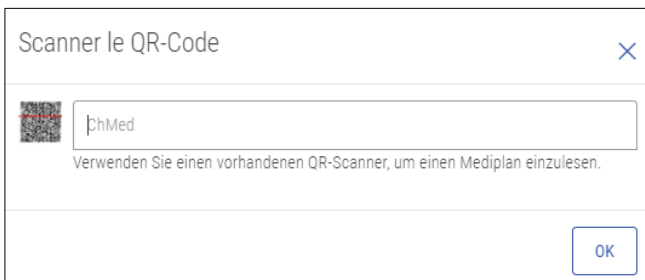 Scanner le QR-Code
ChMed
Verwenden Sie einen vorhandenen QR-Scanner, um einen Mediplan einzulesen.
OK